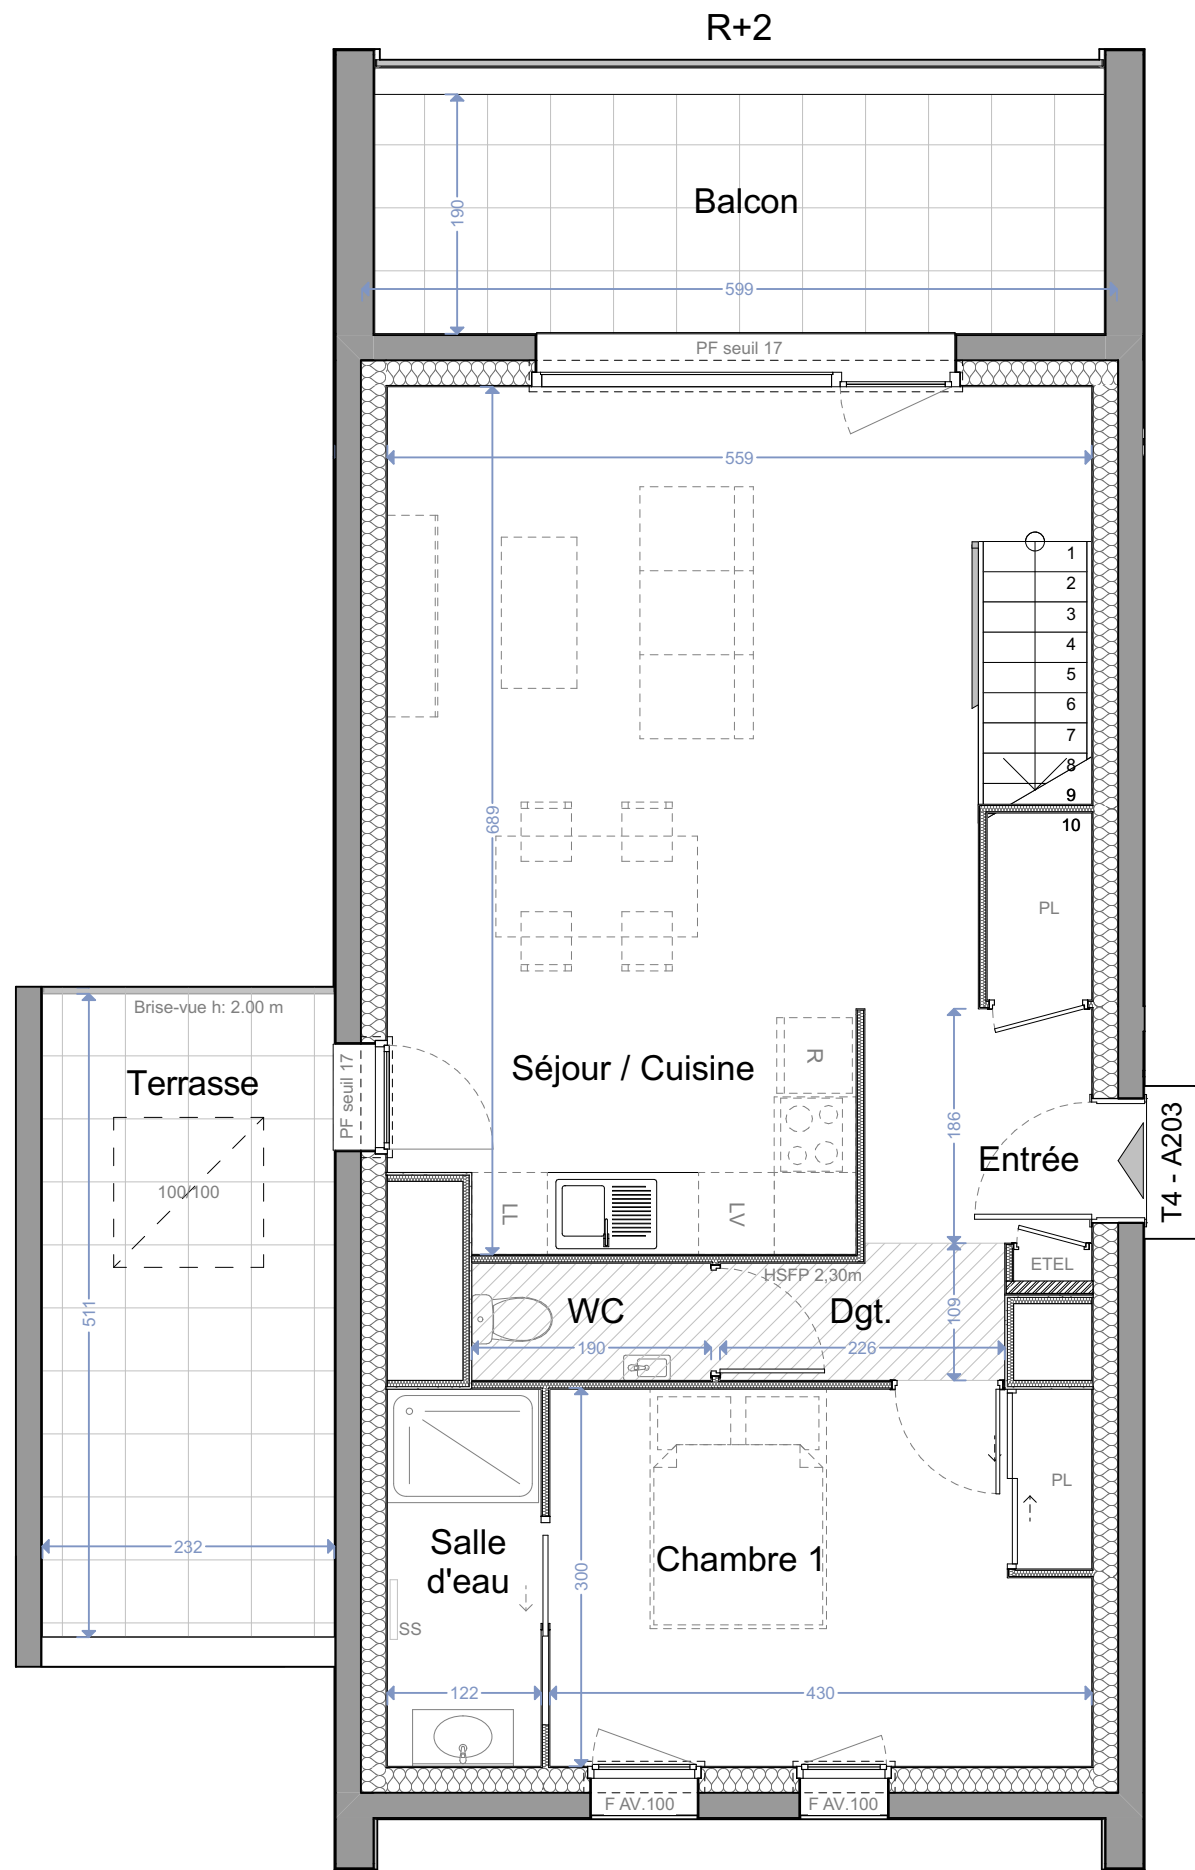 R+2
Balcon
190
599
PF seuil 17
559
689
1
2
3
4
5
6
7
8
9
10
PL
Brise-vue h: 2.00 m
Terrasse
100/100
511
232
PF seuil 17
Séjour / Cuisine
R
LL
LV
186
Entrée
T4 - A203
ETEL
HSFP 2,30m
WC
Dgt.
109
190
226
PL
Salle
d'eau
SS
Chambre 1
300
122
430
F AV.100
F AV.100